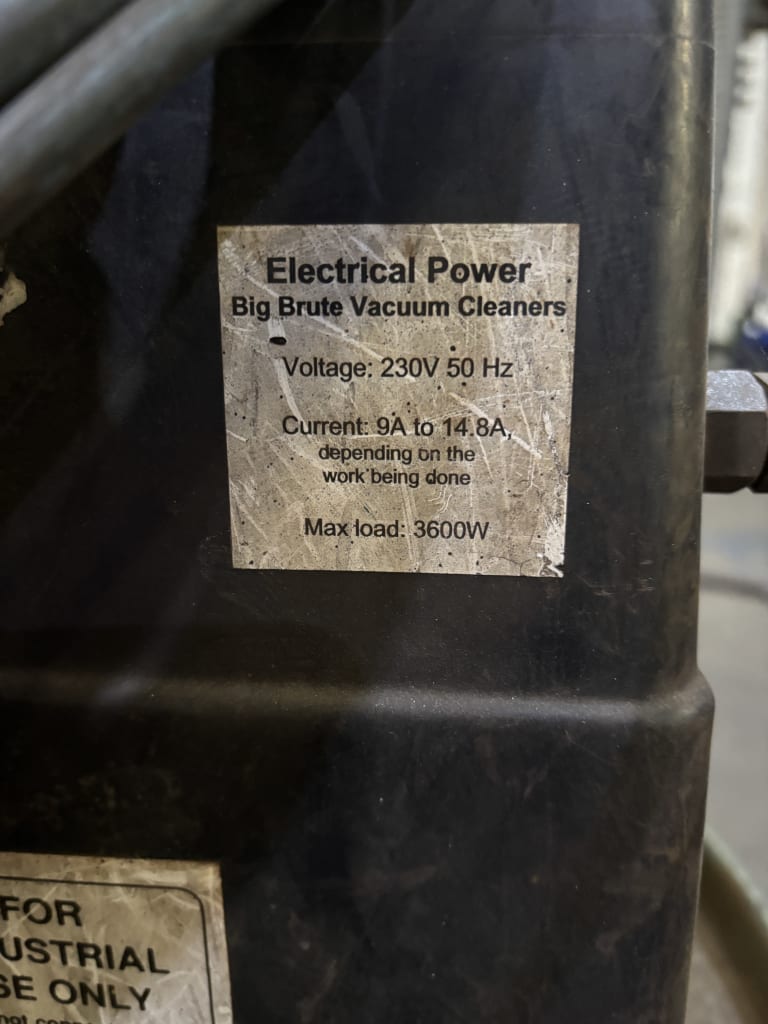 Electrical Power
Big Brute Vacuum Cleaners
Voltage: 230V 50 Hz
Current: 9A to 14.8A,
depending on the
work being done
Max load: 3600W
FOR
USTRIAL
SE ONLY
not